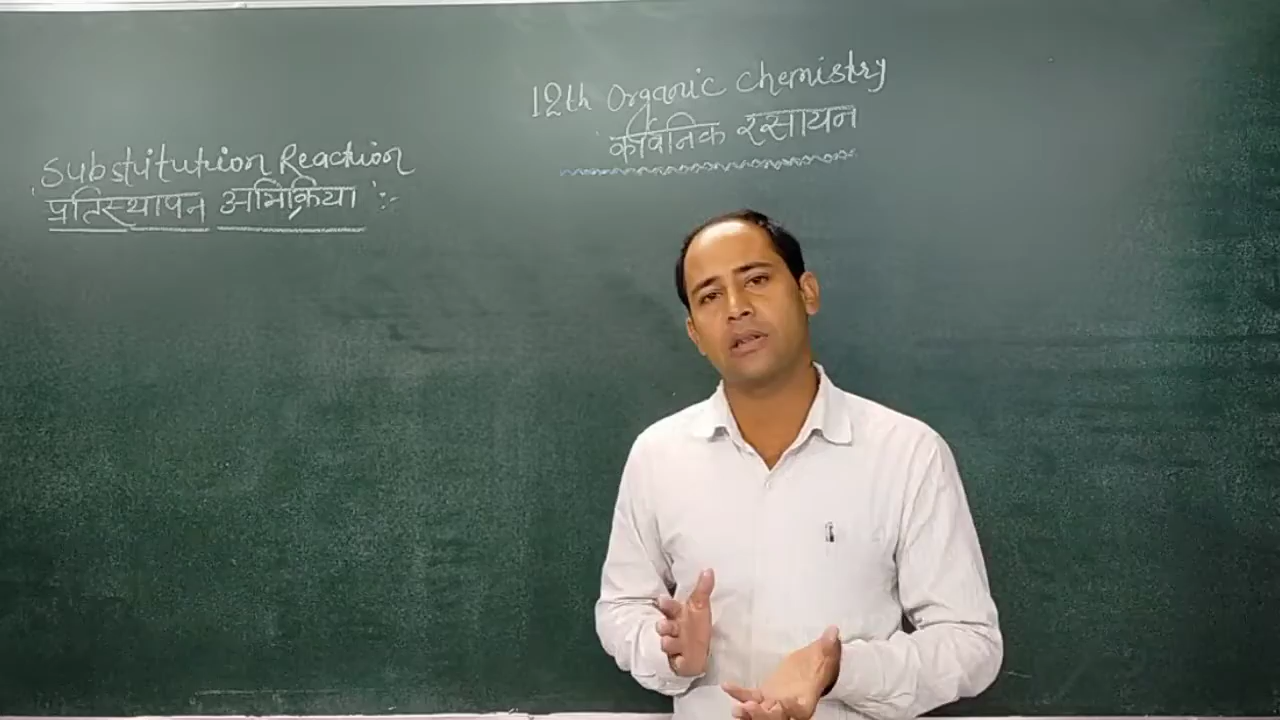 12th Organic Chemistry
कार्बनिक रसायन
Substitution Reaction
प्रतिस्थापन अभिक्रिया :-